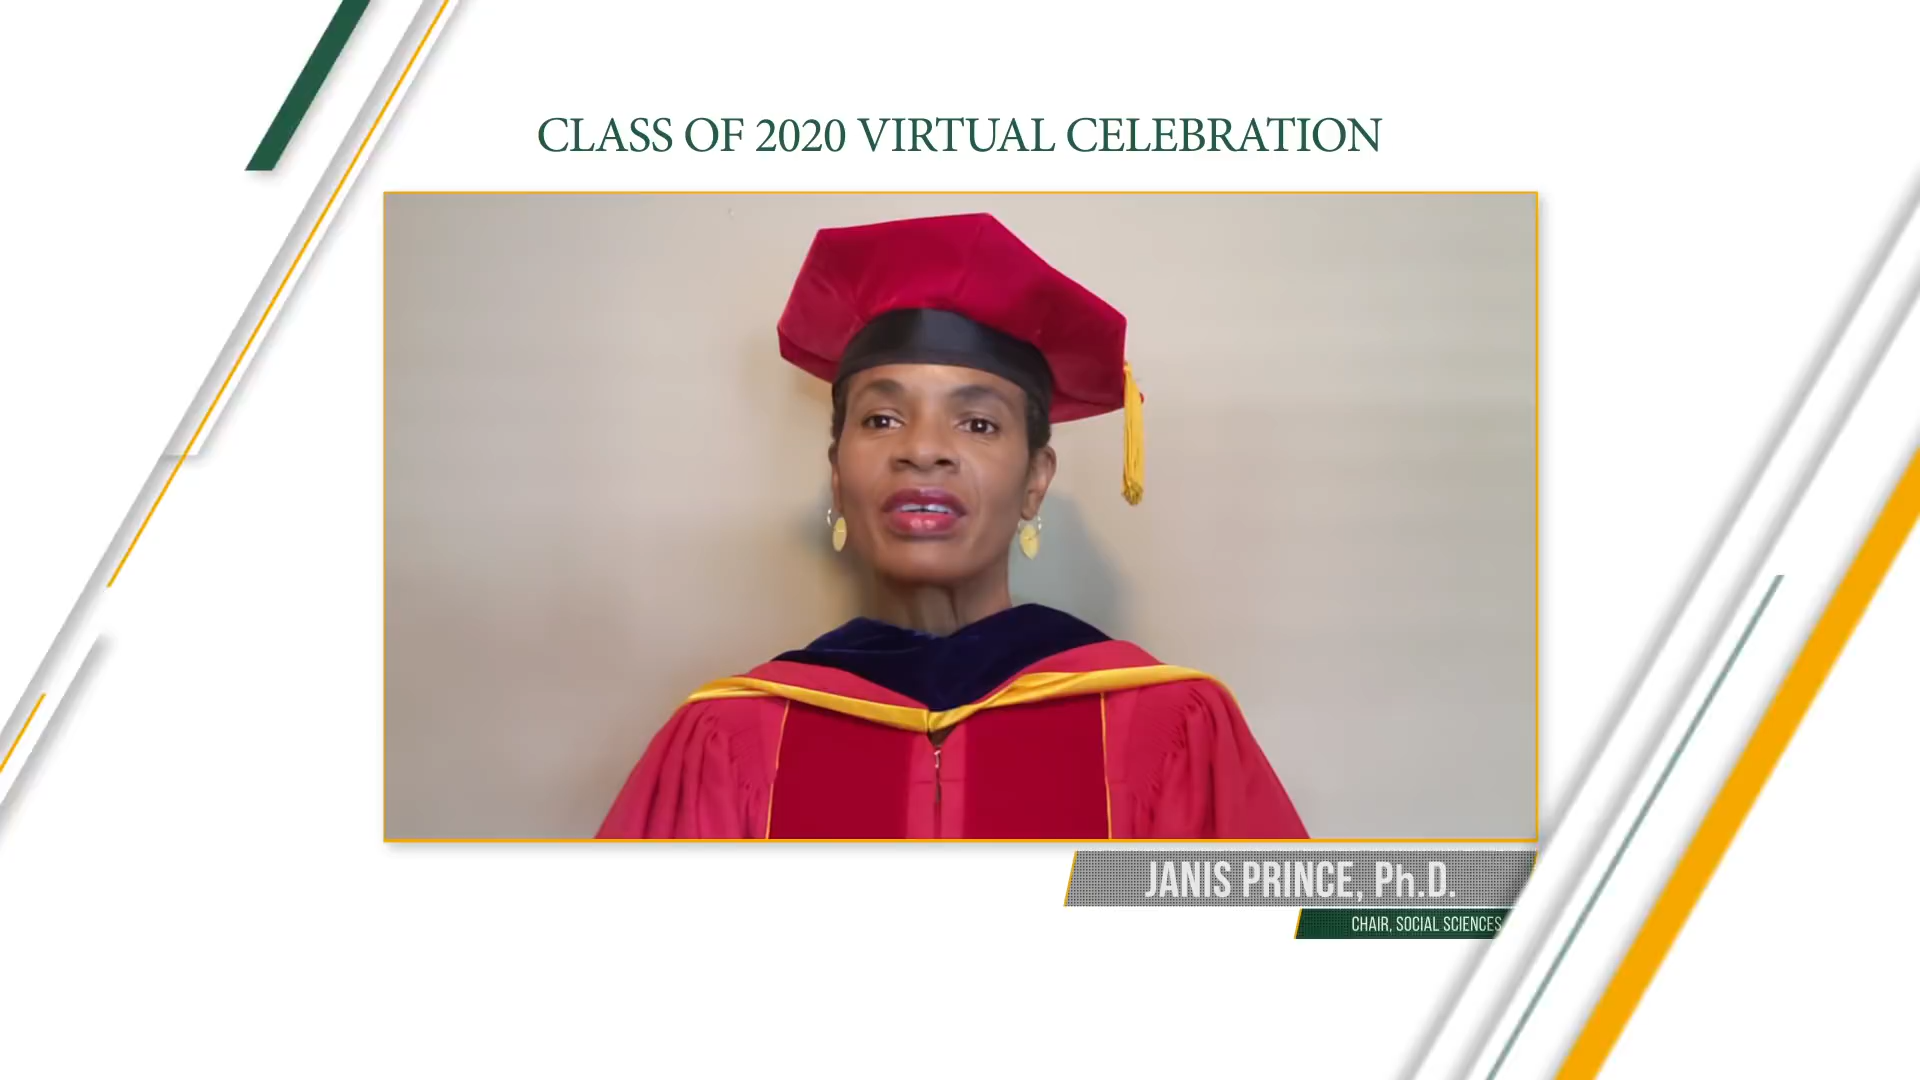 CLASS OF 2020 VIRTUAL CELEBRATION
JANIS PRINCE, Ph.D.
CHAIR, SOCIAL SCIENCES